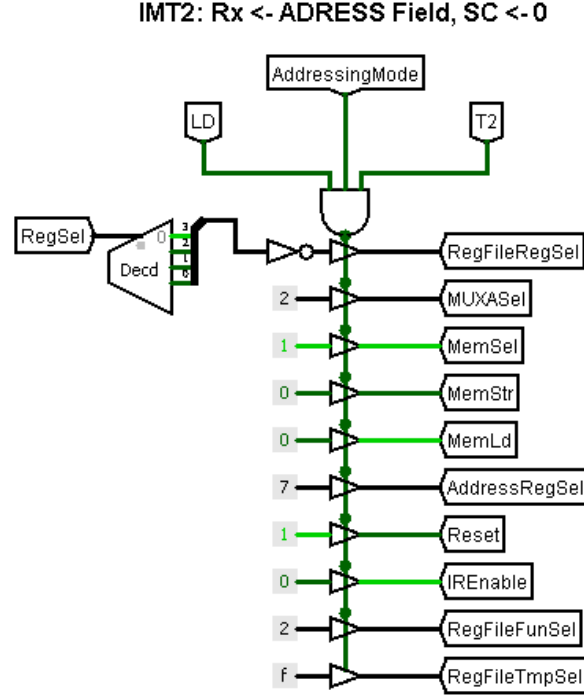 IMT2: Rx <- ADRESS Field, SC <- 0
AddressingMode
LD
T2
RegSel
0
3
2
1
0
Decd
RegFileRegSel
2
MUXASel
1
MemSel
0
MemStr
0
MemLd
7
AddressRegSel
1
Reset
0
IREnable
2
RegFileFunSel
f
RegFileTmpSel